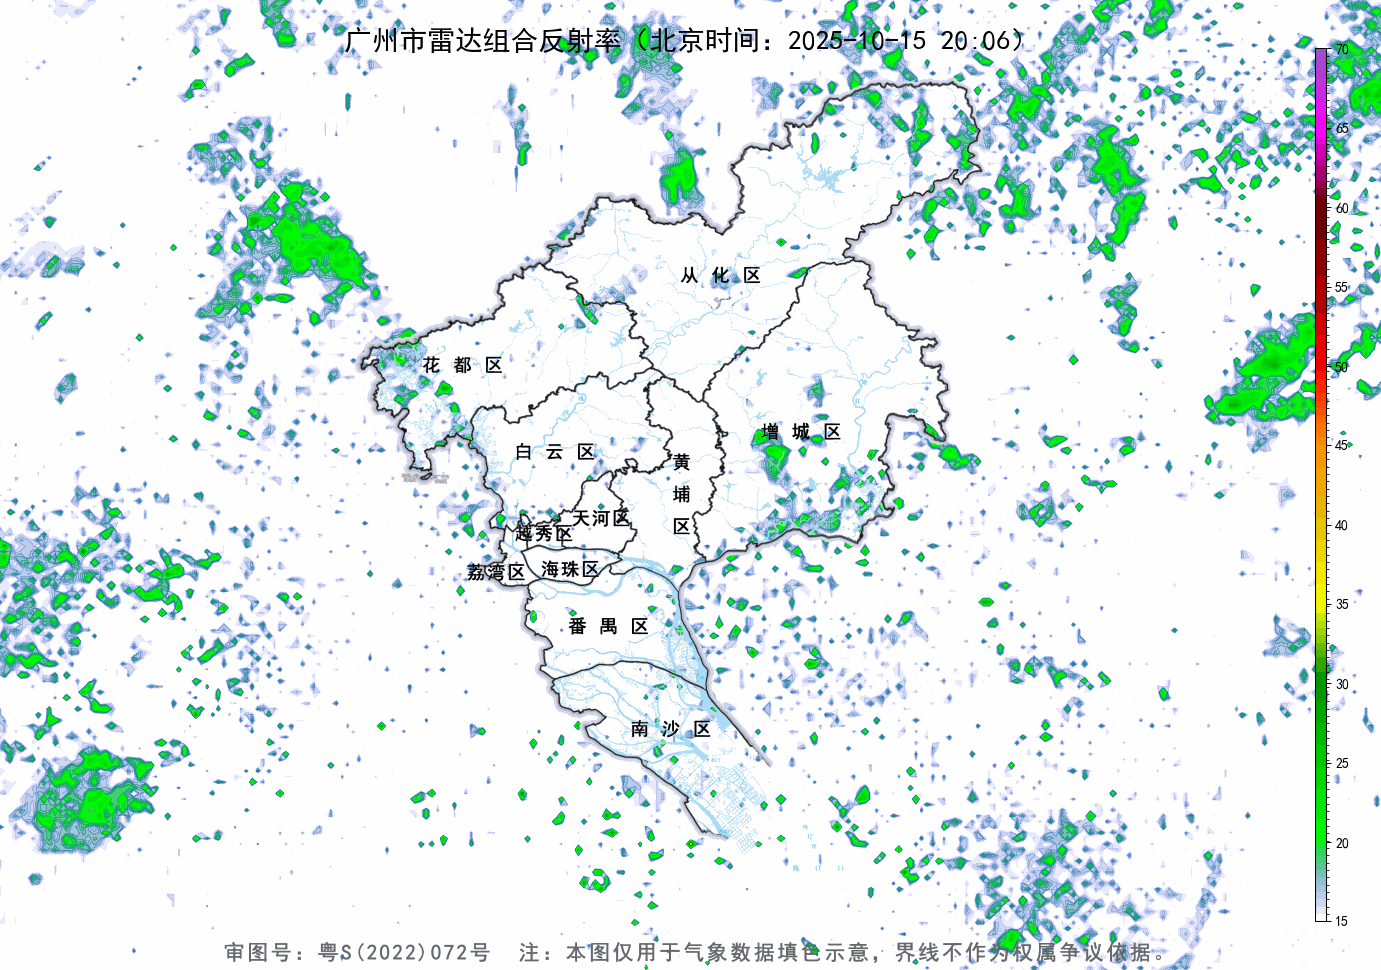 广州市雷达组合反射率（北京时间：2025-10-15 20:06）
70
65
60
55
50
45
40
35
30
25
20
15
从化区
花都区
增城区
白云区
黄埔区
天河区
越秀区
荔湾区
海珠区
番禺区
南沙区
审图号：粤S(2022)072号 注：本图仅用于气象数据填色示意，界线不作为权属争议依据。